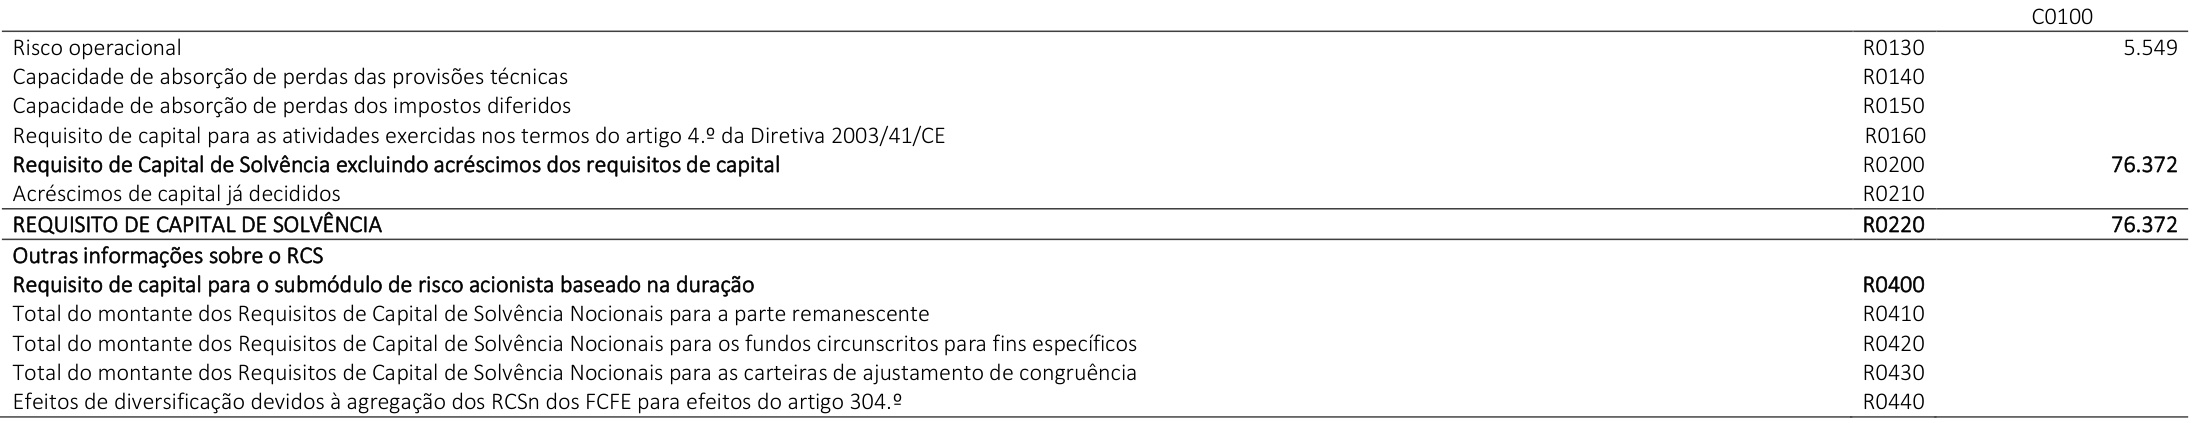 C0100
Risco operacional R0130 5.549
Capacidade de absorção de perdas das provisões técnicas R0140
Capacidade de absorção de perdas dos impostos diferidos R0150
Requisito de capital para as atividades exercidas nos termos do artigo 4.º da Diretiva 2003/41/CE R0160
Requisito de Capital de Solvência excluindo acréscimos dos requisitos de capital R0200 76.372
Acréscimos de capital já decididos R0210
REQUISITO DE CAPITAL DE SOLVÊNCIA R0220 76.372
Outras informações sobre o RCS
Requisito de capital para o submódulo de risco acionista baseado na duração R0400
Total do montante dos Requisitos de Capital de Solvência Nocionais para a parte remanescente R0410
Total do montante dos Requisitos de Capital de Solvência Nocionais para os fundos circunscritos para fins específicos R0420
Total do montante dos Requisitos de Capital de Solvência Nocionais para as carteiras de ajustamento de congruência R0430
Efeitos de diversificação devidos à agregação dos RCSn dos FCFE para efeitos do artigo 304.º R0440